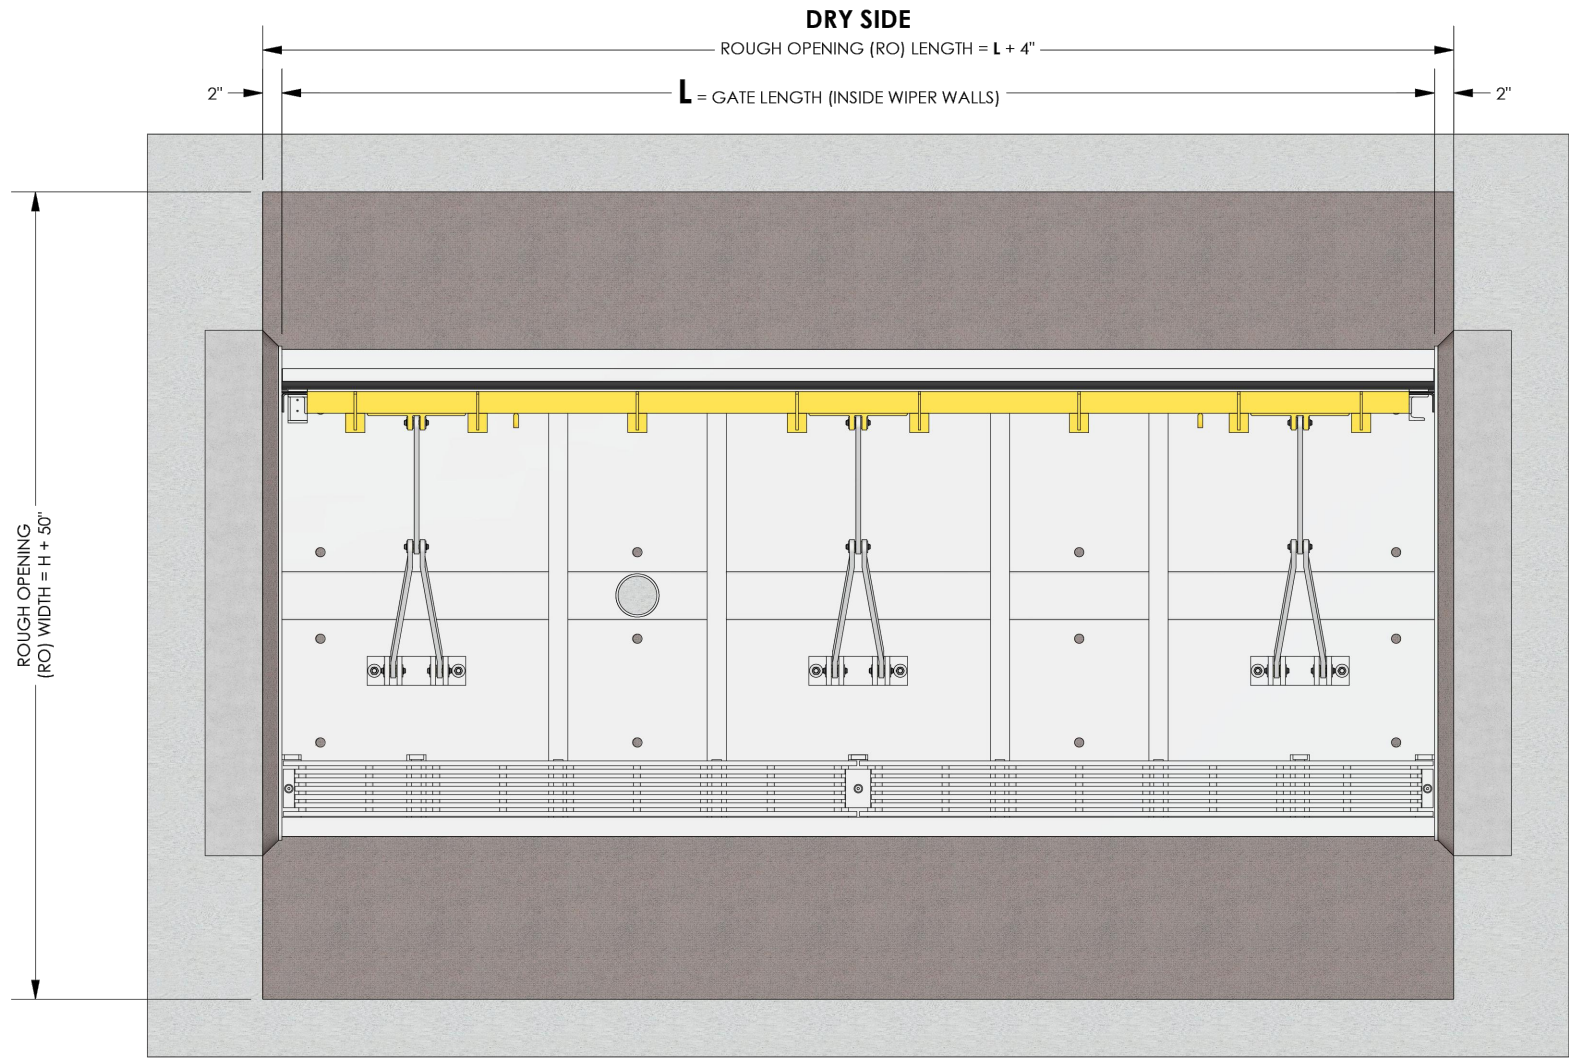 DRY SIDE
ROUGH OPENING (RO) LENGTH = L + 4"
2"
L = GATE LENGTH (INSIDE WIPER WALLS)
2"
ROUGH OPENING
(RO) WIDTH = H + 50"